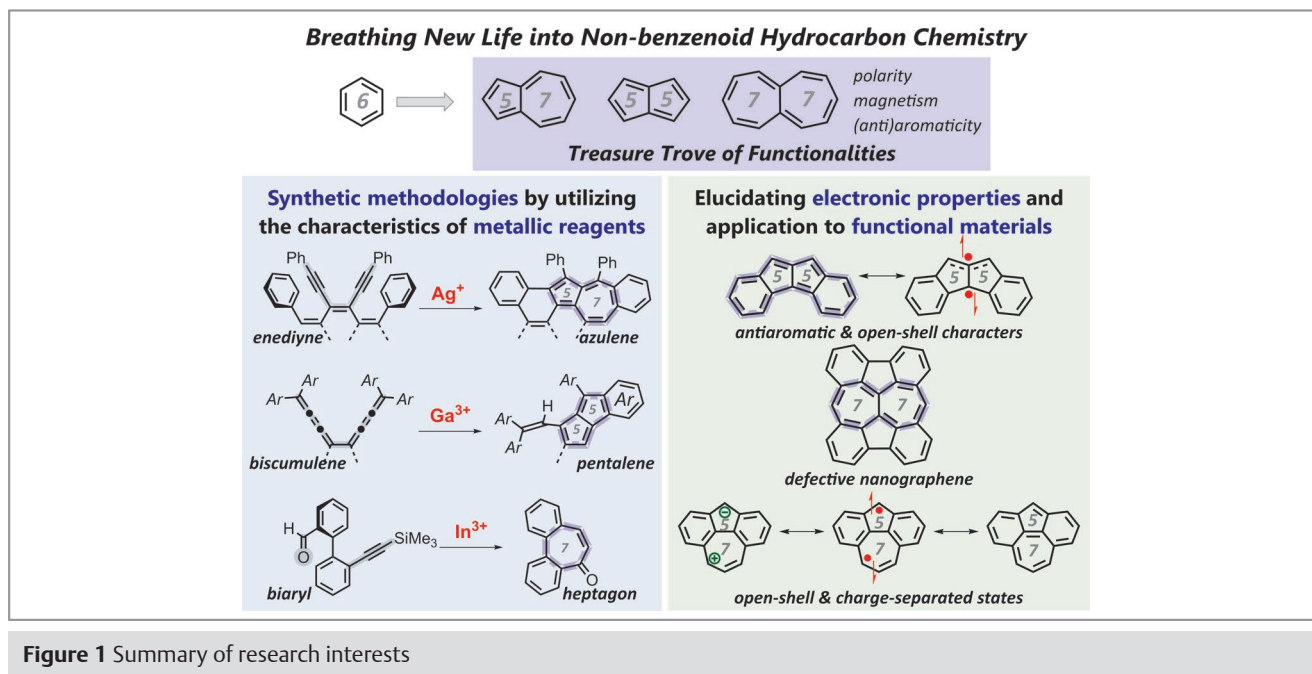 Breathing New Life into Non-benzenoid Hydrocarbon Chemistry
6
5 7
5 5
7 7
polarity
magnetism
(anti)aromaticity
Treasure Trove of Functionalities
Synthetic methodologies by utilizing
the characteristics of metallic reagents
Ph Ph
Ag+
Ph Ph
5 7
enediyne
azulene
Ar Ar
Ar Ar
Ga3+
Ar
H
Ar
5
Ar
5
Ar
biscumulene
pentalene
H
O
SiMe3
In3+
7
O
biaryl
heptagon
Elucidating electronic properties and
application to functional materials
5 5
5 5
antiaromatic & open-shell characters
7 7
defective nanographene
⊖
5
7
⊕
5
7
5
7
open-shell & charge-separated states
Figure 1 Summary of research interests